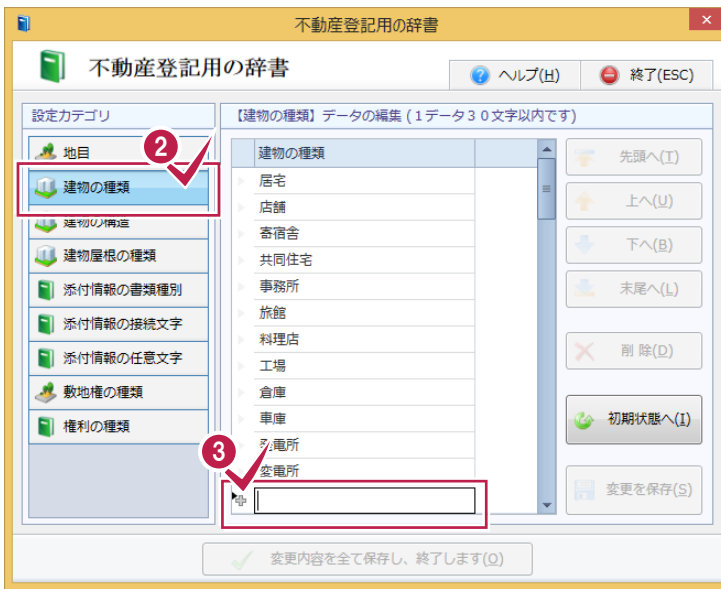 不動産登記用の辞書
不動産登記用の辞書
ヘルプ(H)
終了(ESC)
設定カテゴリ
【建物の種類】データの編集(1データ30文字以内です)
地目
2
建物の種類
建物の構造
建物屋根の種類
添付情報の書類種別
添付情報の接続文字
添付情報の任意文字
敷地権の種類
権利の種類
建物の種類
居宅
店舗
寄宿舎
共同住宅
事務所
旅館
料理店
工場
倉庫
車庫
発電所
変電所
3
先頭へ(T)
上へ(U)
下へ(B)
末尾へ(L)
削 除(D)
初期状態へ(I)
変更を保存(S)
変更内容を全て保存し、終了します(O)